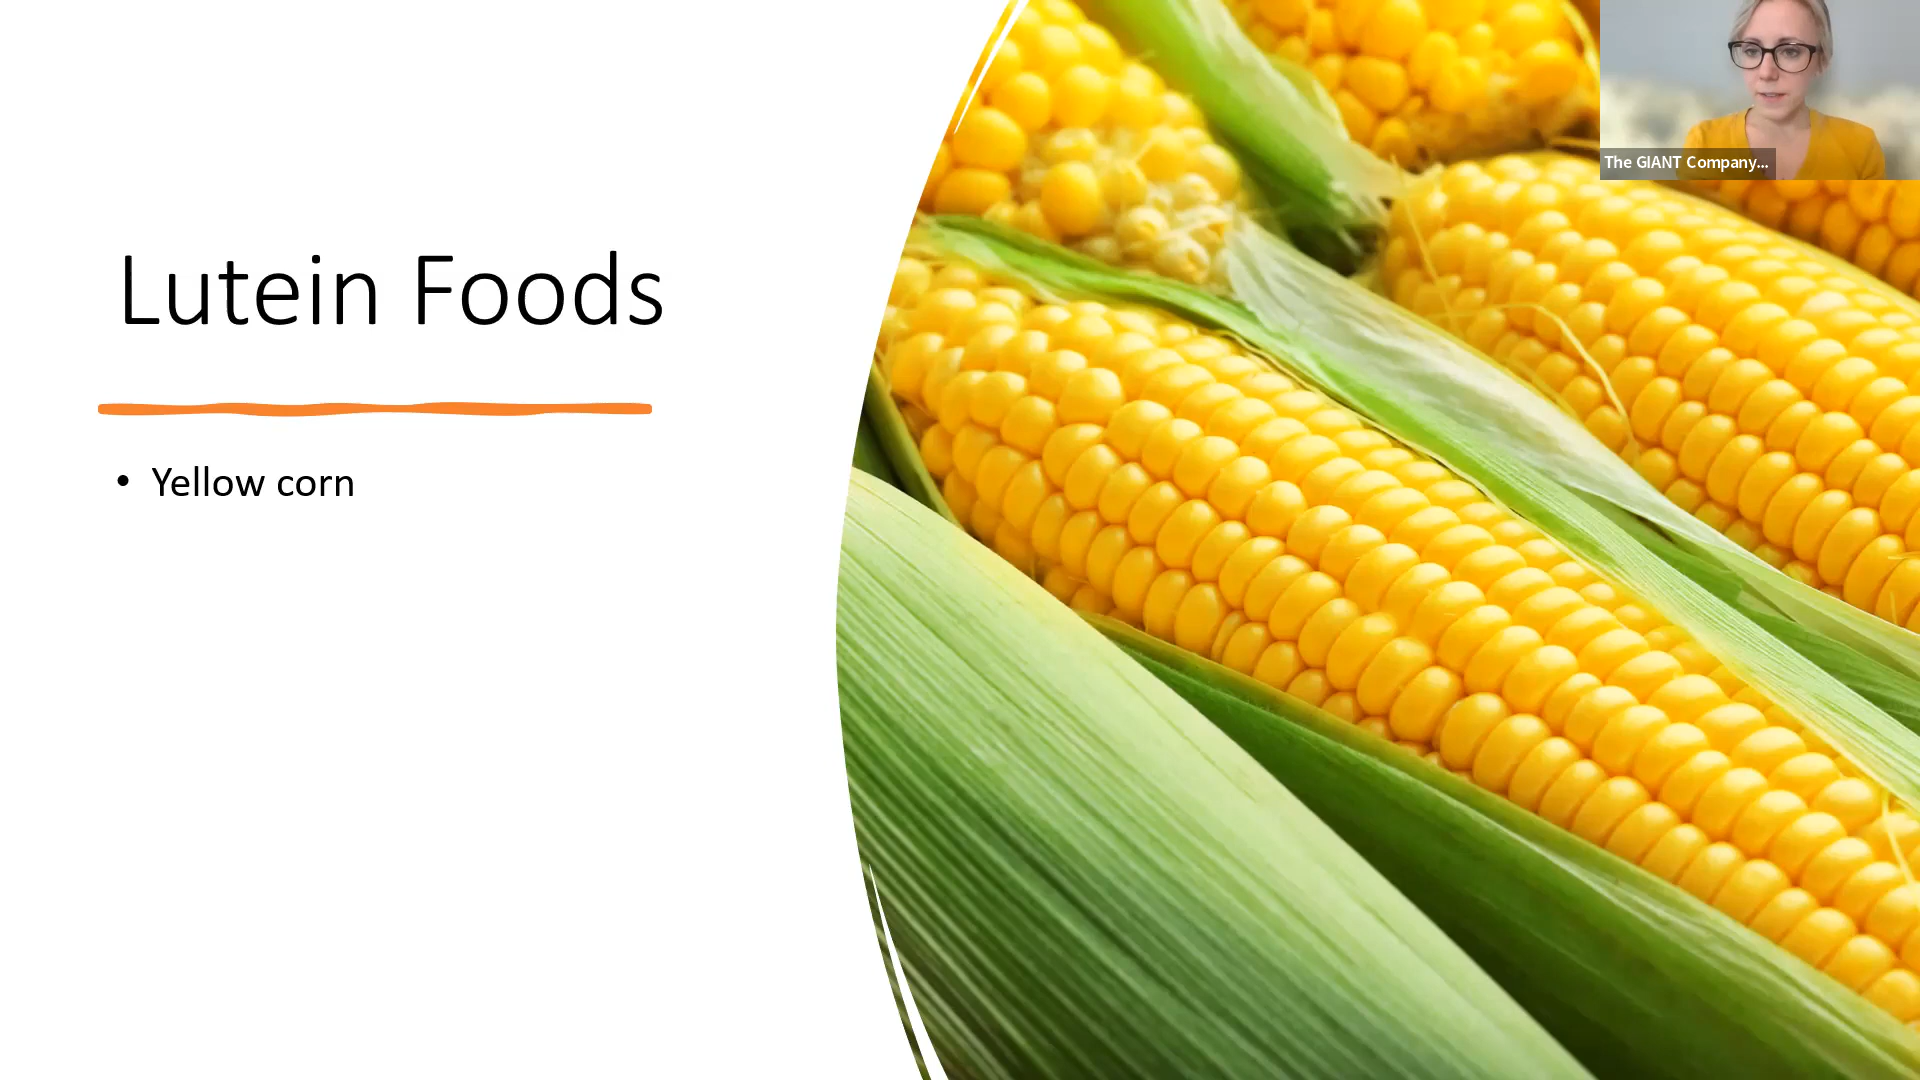 Lutein Foods
• Yellow corn
The GIANT Company...